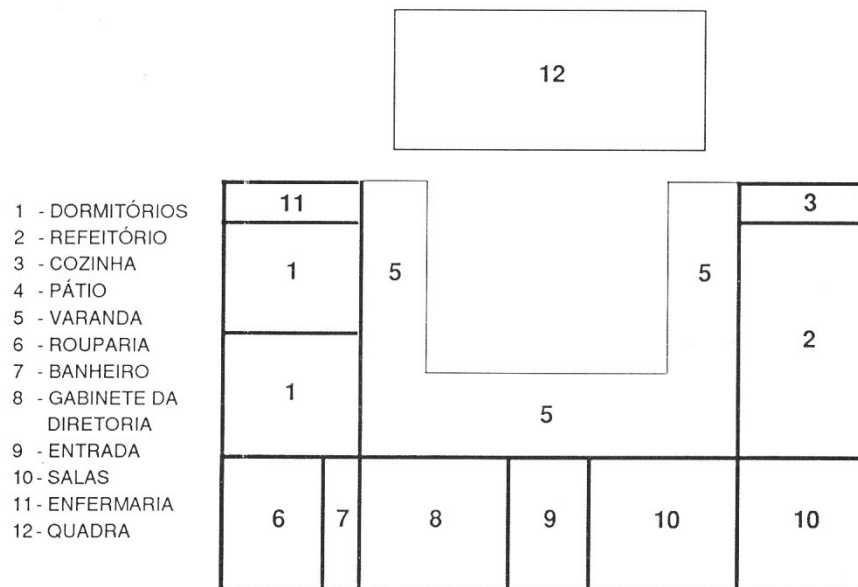 12
1 - DORMITÓRIOS
2 - REFEITÓRIO
3 - COZINHA
4 - PÁTIO
5 - VARANDA
6 - ROUPARIA
7 - BANHEIRO
8 - GABINETE DA
DIRETORIA
9 - ENTRADA
10 - SALAS
11 - ENFERMARIA
12 - QUADRA
11
3
1
5
5
2
1
5
6
7
8
9
10
10